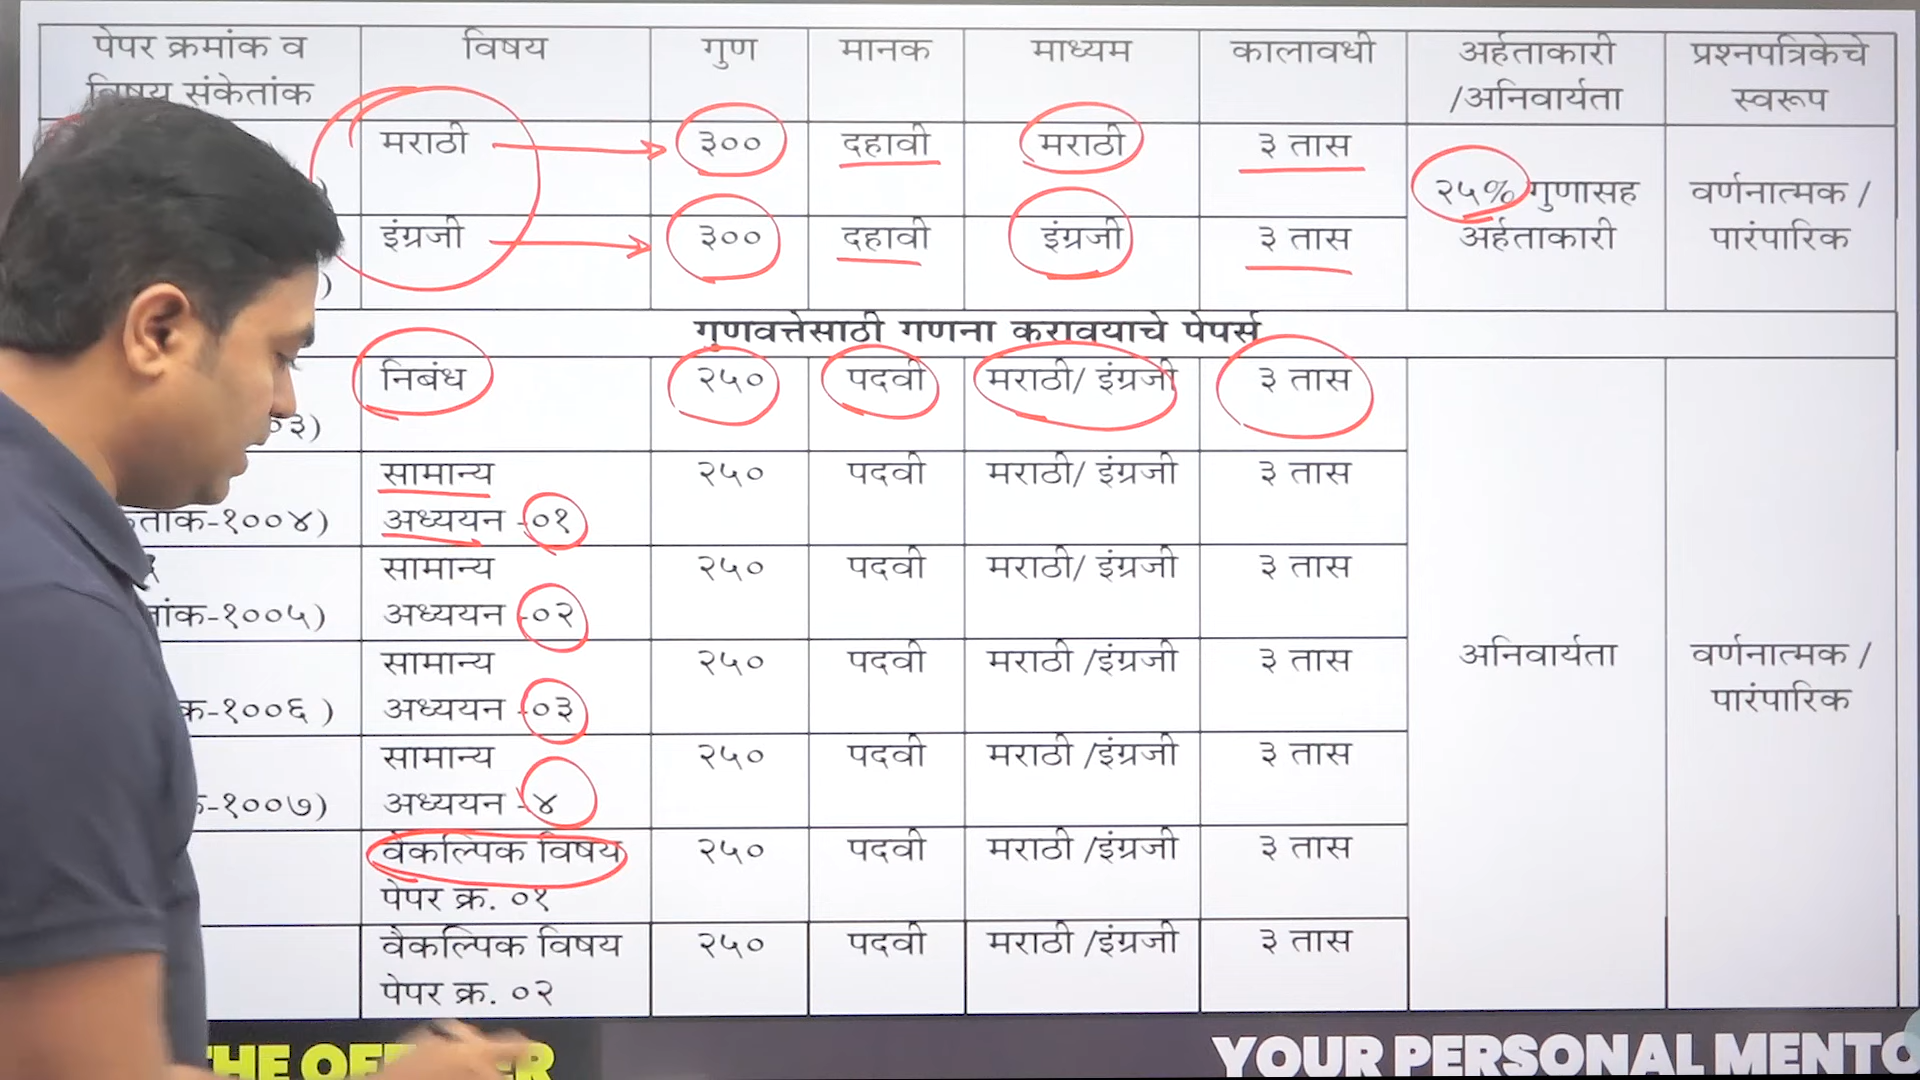 पेपर क्रमांक व विषय संकेतांक | विषय | गुण | मानक | माध्यम | कालावधी | अर्हताकारी /अनिवार्यता | प्रश्नपत्रिकेचे स्वरूप
मराठी | ३०० | दहावी | मराठी | ३ तास | २५% गुणासह अर्हताकारी | वर्णनात्मक / पारंपारिक
) | इंग्रजी | ३०० | दहावी | इंग्रजी | ३ तास
गुणवत्तेसाठी गणना करावयाचे पेपर्स
०३) | निबंध | २५० | पदवी | मराठी/ इंग्रजी | ३ तास | अनिवार्यता | वर्णनात्मक / पारंपारिक
तांक-१००४) | सामान्य अध्ययन -०१ | २५० | पदवी | मराठी/ इंग्रजी | ३ तास
तांक-१००५) | सामान्य अध्ययन -०२ | २५० | पदवी | मराठी/ इंग्रजी | ३ तास
क-१००६ ) | सामान्य अध्ययन -०३ | २५० | पदवी | मराठी /इंग्रजी | ३ तास
क-१००७) | सामान्य अध्ययन -४ | २५० | पदवी | मराठी /इंग्रजी | ३ तास
वैकल्पिक विषय पेपर क्र. ०१ | २५० | पदवी | मराठी /इंग्रजी | ३ तास
वैकल्पिक विषय पेपर क्र. ०२ | २५० | पदवी | मराठी /इंग्रजी | ३ तास
YOUR PERSONAL MENTO